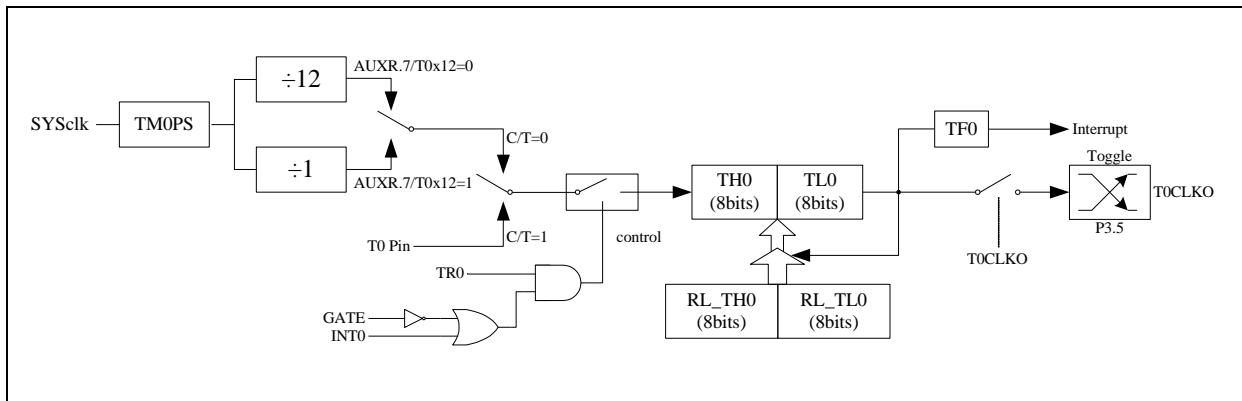 SYSclk
TM0PS
÷12
÷1
AUXR.7/T0x12=0
AUXR.7/T0x12=1
C/T=0
T0 Pin
C/T=1
control
TR0
GATE
INT0
TH0
(8bits)
TL0
(8bits)
RL_TH0
(8bits)
RL_TL0
(8bits)
TF0
Interrupt
T0CLKO
Toggle
T0CLKO
P3.5